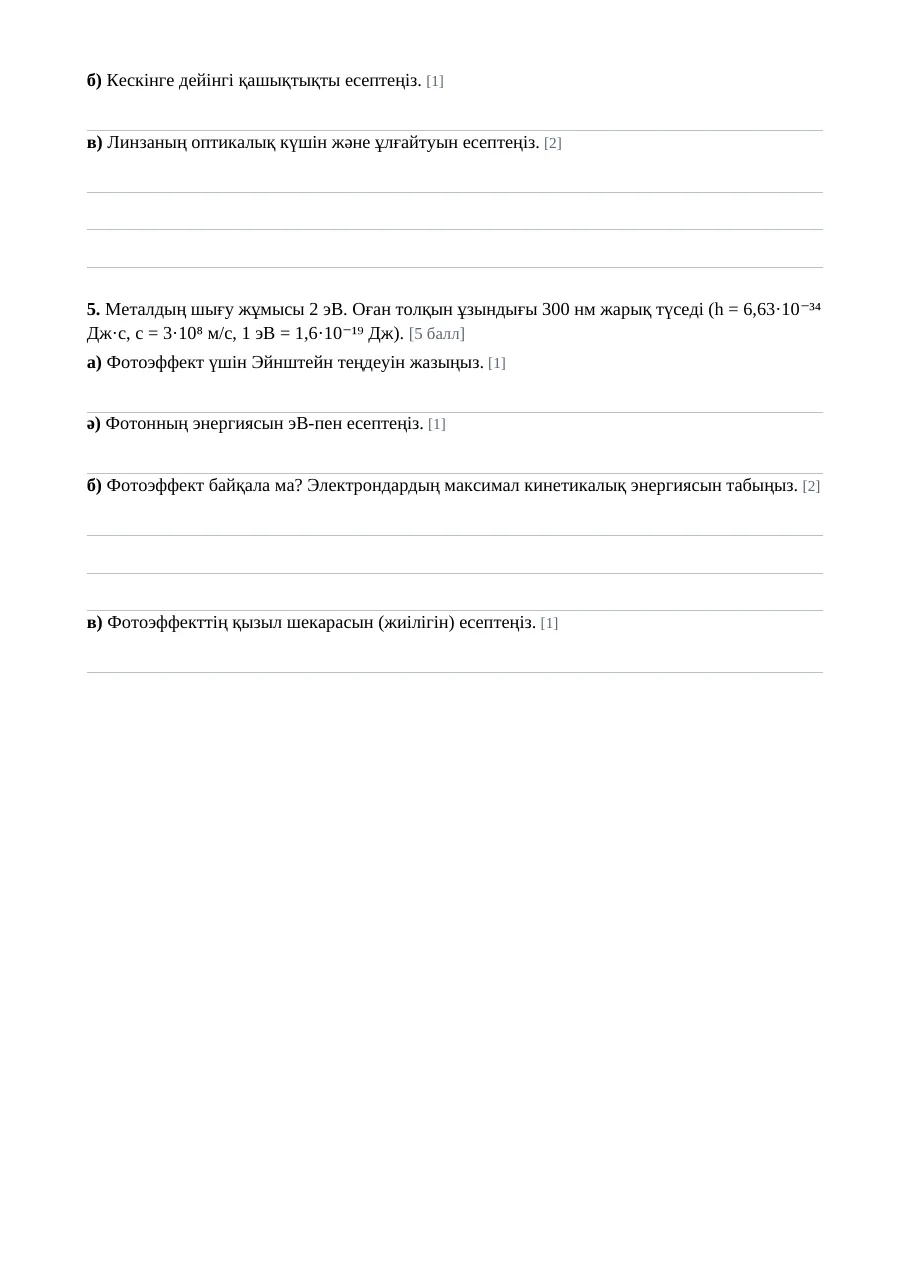 б) Кескінге дейінгі қашықтықты есептеңіз. [1]
в) Линзаның оптикалық күшін және ұлғайтуын есептеңіз. [2]
5. Металдың шығу жұмысы 2 эВ. Оған толқын ұзындығы 300 нм жарық түседі (h = 6,63·10⁻³⁴
Дж·с, c = 3·10⁸ м/с, 1 эВ = 1,6·10⁻¹⁹ Дж). [5 балл]
а) Фотоэффект үшін Эйнштейн теңдеуін жазыңыз. [1]
ә) Фотонның энергиясын эВ-пен есептеңіз. [1]
б) Фотоэффект байқала ма? Электрондардың максимал кинетикалық энергиясын табыңыз. [2]
в) Фотоэффекттің қызыл шекарасын (жиілігін) есептеңіз. [1]